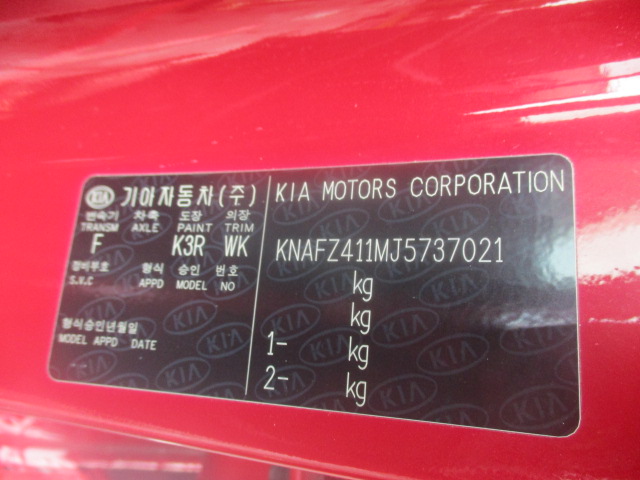 KIA 기아자동차(주)
변속기 차축 도장 외장
TRANSM AXLE PAINT TRIM
F K3R WK
정비부호 형식 승인 번호
S.V.C APPD MODEL NO
형식승인년월일
MODEL APPD DATE
KIA MOTORS CORPORATION
KNAFZ411MJ5737021
kg
kg
1- kg
2- kg